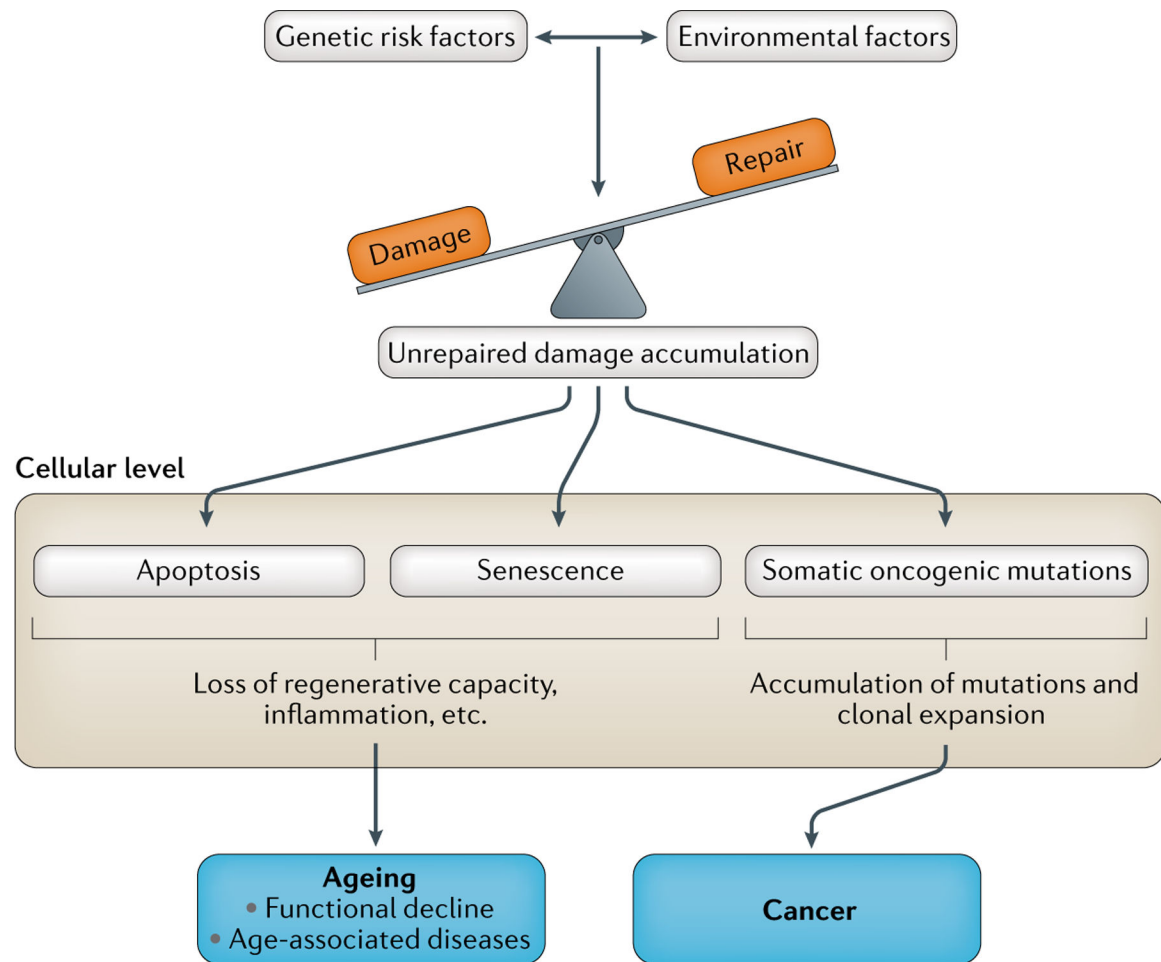 Genetic risk factors
Environmental factors
Repair
Damage
Unrepaired damage accumulation
Cellular level
Apoptosis
Senescence
Somatic oncogenic mutations
Loss of regenerative capacity,
inflammation, etc.
Accumulation of mutations and
clonal expansion
Ageing
• Functional decline
• Age-associated diseases
Cancer